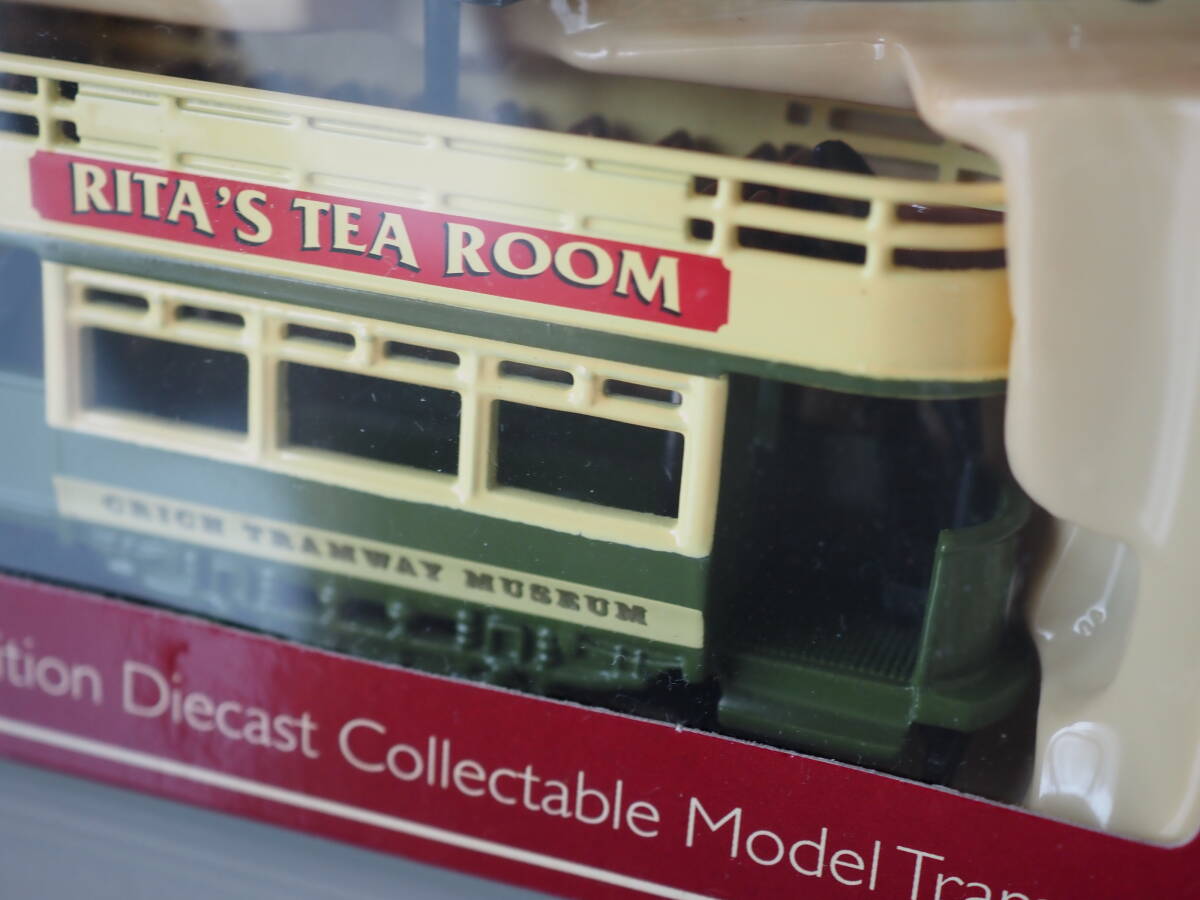 RITA'S TEA ROOM
CRICH TRAMWAY MUSEUM
ition Diecast Collectable Model Tram